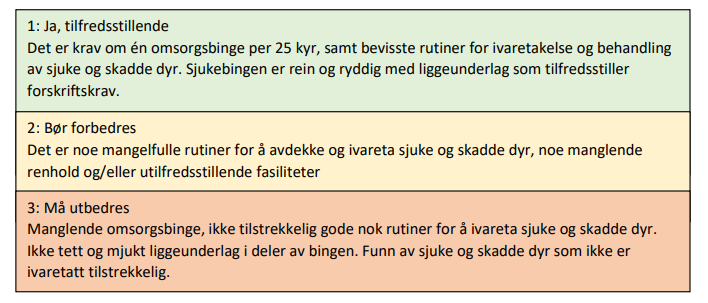 1: Ja, tilfredsstillende
Det er krav om én omsorgsbinge per 25 kyr, samt bevisste rutiner for ivaretakelse og behandling
av sjuke og skadde dyr. Sjukebingen er rein og ryddig med liggeunderlag som tilfredsstiller
forskriftskrav.
2: Bør forbedres
Det er noe mangelfulle rutiner for å avdekke og ivareta sjuke og skadde dyr, noe manglende
renhold og/eller utilfredsstillende fasiliteter
3: Må utbedres
Manglende omsorgsbinge, ikke tilstrekkelig gode nok rutiner for å ivareta sjuke og skadde dyr.
Ikke tett og mjukt liggeunderlag i deler av bingen. Funn av sjuke og skadde dyr som ikke er
ivaretatt tilstrekkelig.